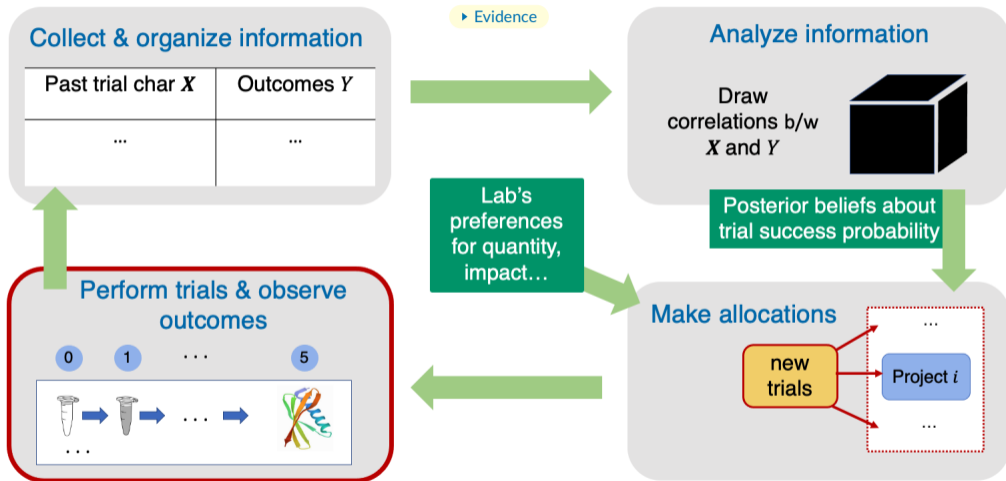 ▸ Evidence
Collect & organize information
Past trial char X
Outcomes Y
...
...
Analyze information
Draw
correlations b/w
X and Y
Lab's
preferences
for quantity,
impact...
Posterior beliefs about
trial success probability
Perform trials & observe
outcomes
0
1
...
5
...
...
Make allocations
new
trials
...
Project i
...